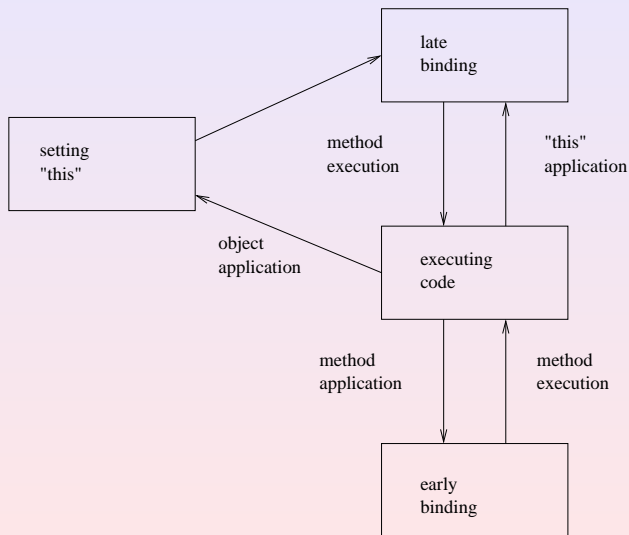 late
binding
setting
"this"
method
execution
"this"
application
object
application
executing
code
method
application
method
execution
early
binding